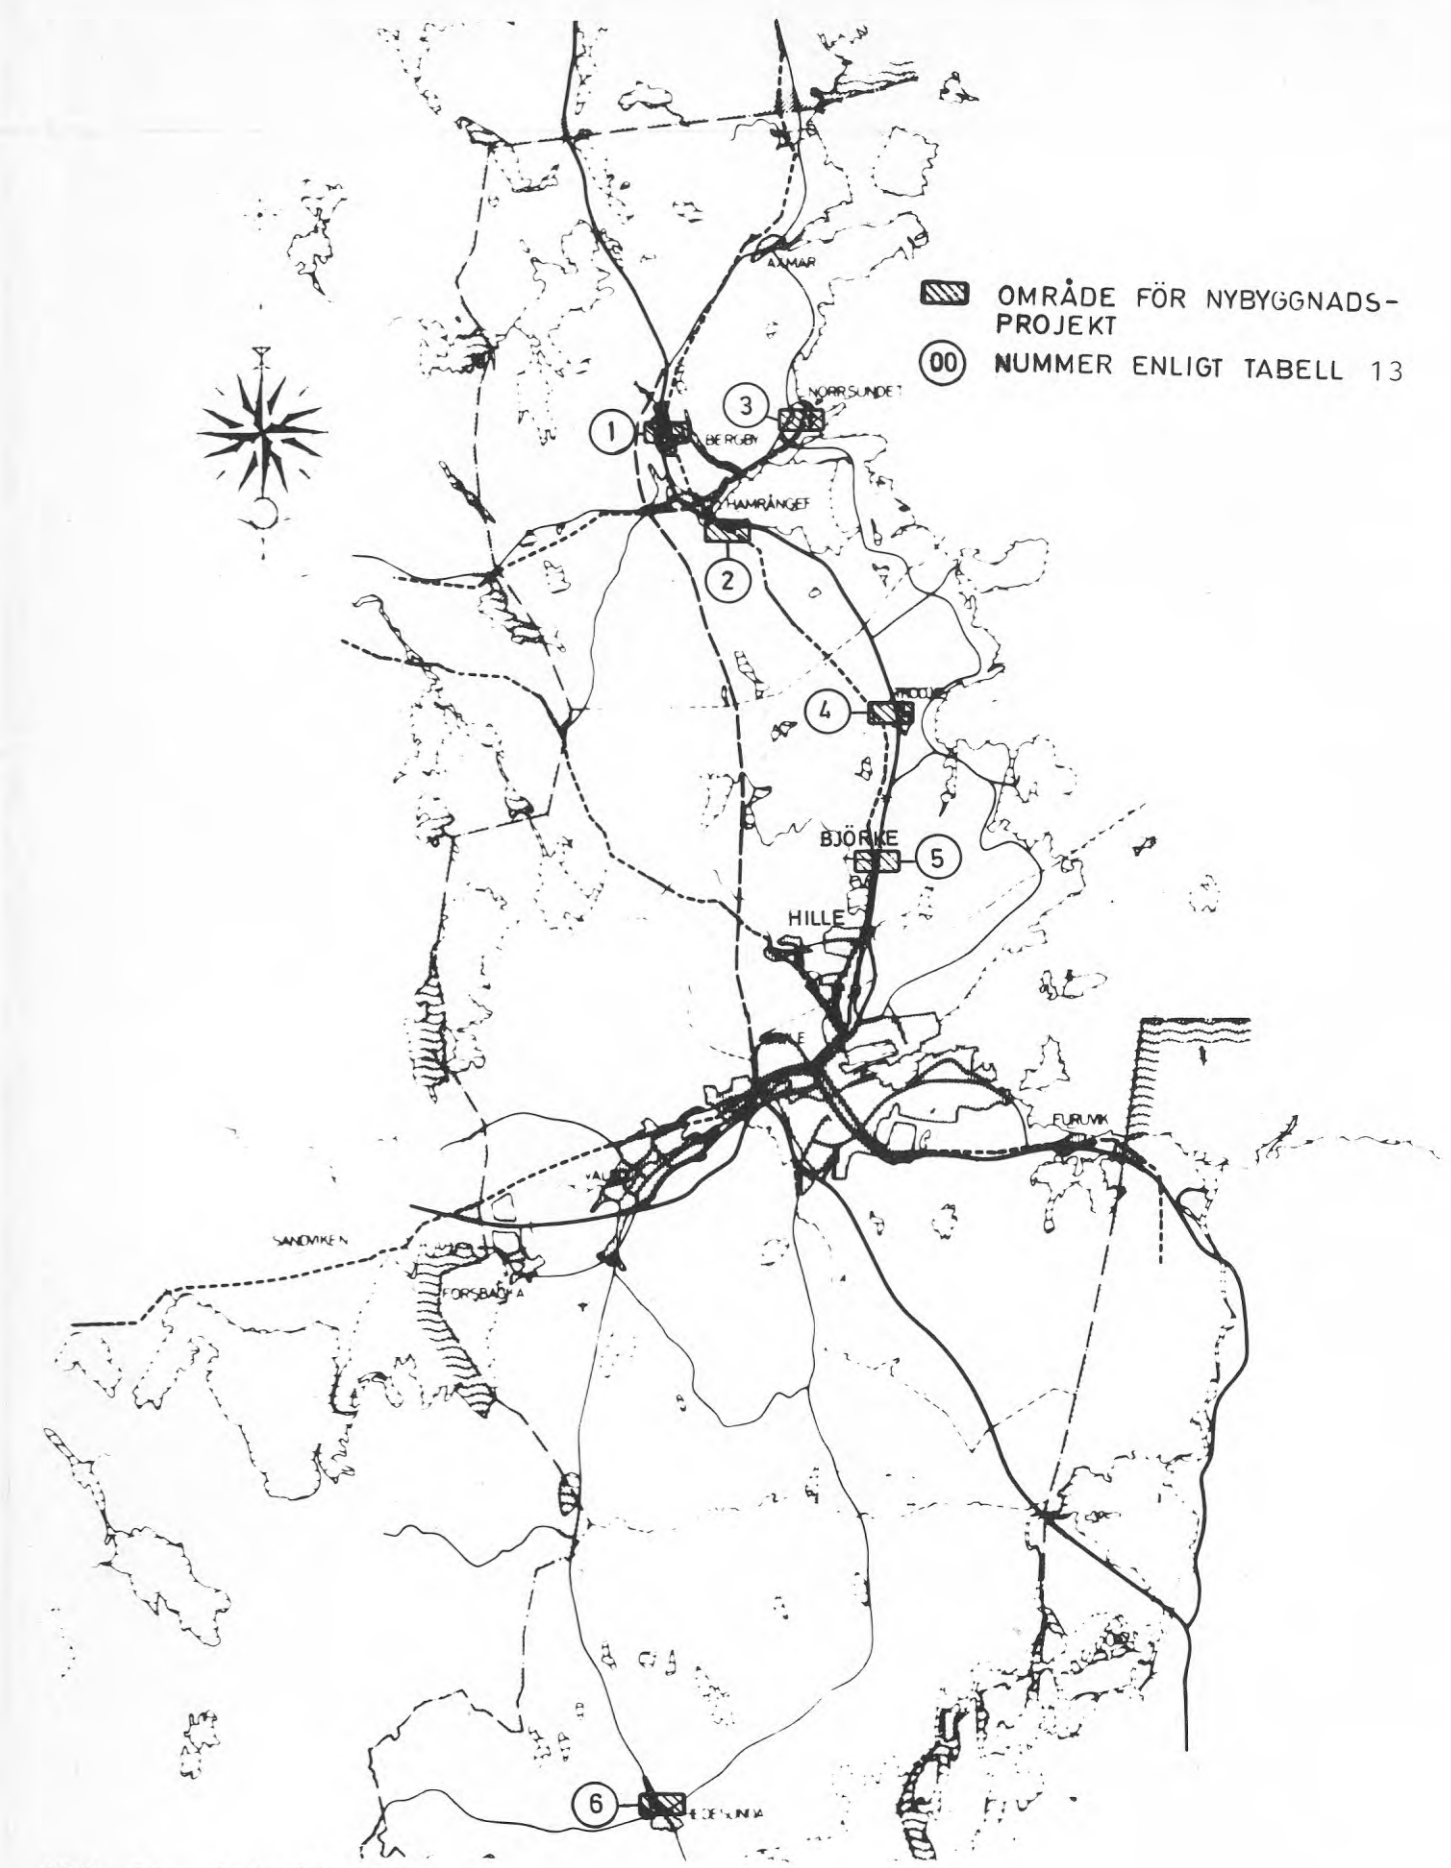 AXMAR
OMRÅDE FÖR NYBYGGNADS-
PROJEKT
00 NUMMER ENLIGT TABELL 13
NORRSUNDET
3
1
BERGBY
HAMRÅNGEF
2
4
BJÖRKE
5
HILLE
FURUVIK
SANDVIKEN
FORSBACKA
6
HEDESUNDA